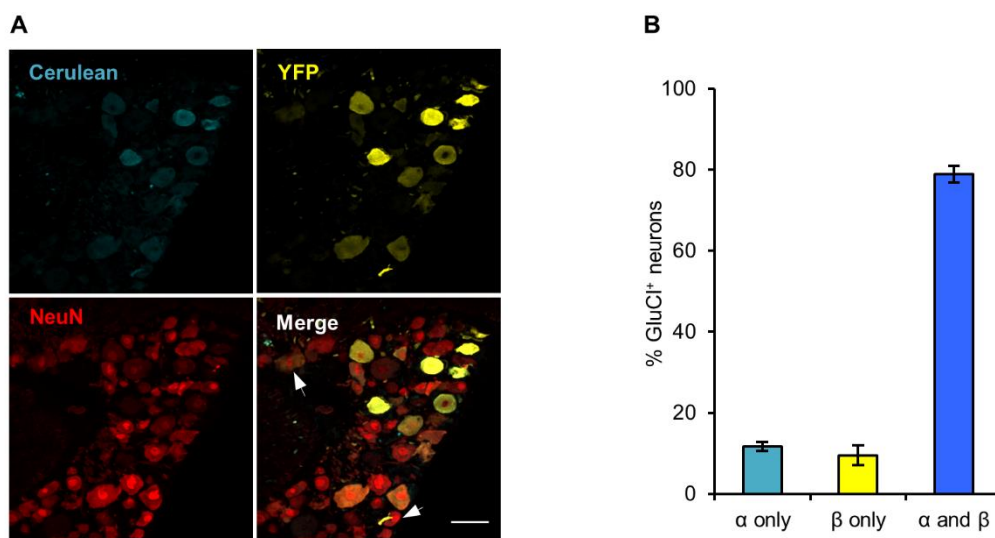 A
Cerulean
YFP
NeuN
Merge
B
% GluCl⁺ neurons
100
80
60
40
20
0
α only
β only
α and β